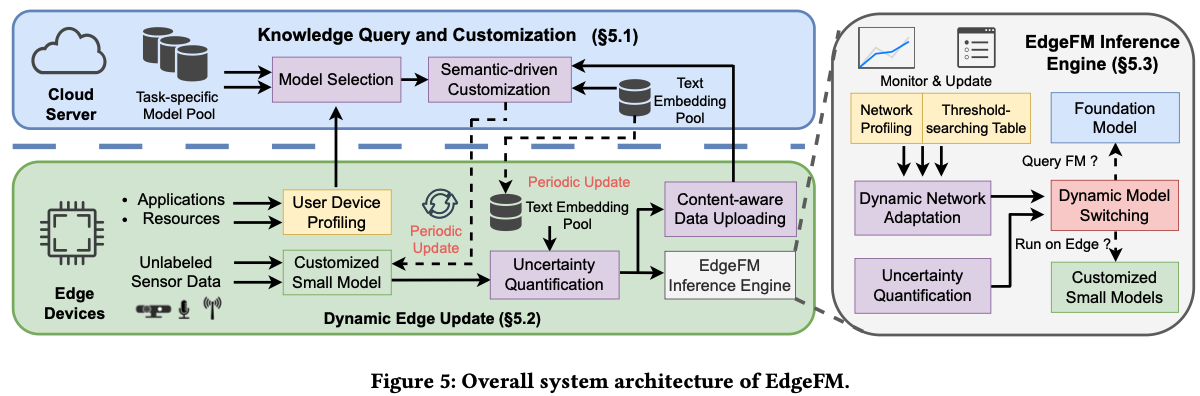 Knowledge Query and Customization (§5.1)
Cloud
Server
Task-specific
Model Pool
Model Selection
Semantic-driven
Customization
Text
Embedding
Pool
• Applications
• Resources
User Device
Profiling
Periodic
Update
Periodic Update
Text Embedding
Pool
Content-aware
Data Uploading
Unlabeled
Sensor Data
Customized
Small Model
Uncertainty
Quantification
EdgeFM
Inference Engine
Edge
Devices
Dynamic Edge Update (§5.2)
EdgeFM Inference
Engine (§5.3)
Monitor & Update
Network
Profiling
Threshold-
searching Table
Foundation
Model
Query FM ?
Dynamic Network
Adaptation
Dynamic Model
Switching
Run on Edge ?
Uncertainty
Quantification
Customized
Small Models
Figure 5: Overall system architecture of EdgeFM.